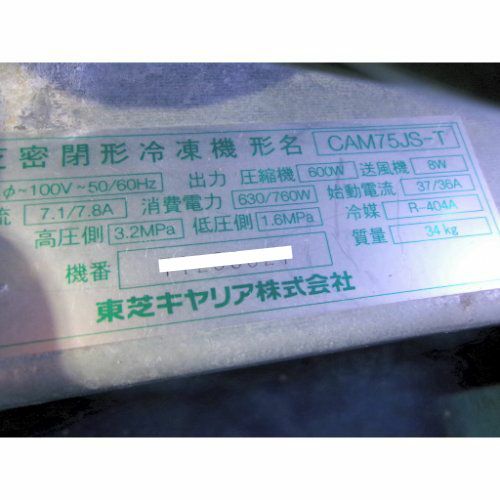 密閉形冷凍機 形名 CAM75JS-T
φ~100V~50/60Hz 出力 圧縮機 600W 送風機 8W
流 7.1/7.8A 消費電力 630/760W 始動電流 37/36A
高圧側 3.2MPa 低圧側 1.6MPa 冷媒 R-404A
機番 質量 34kg
東芝キヤリア株式会社